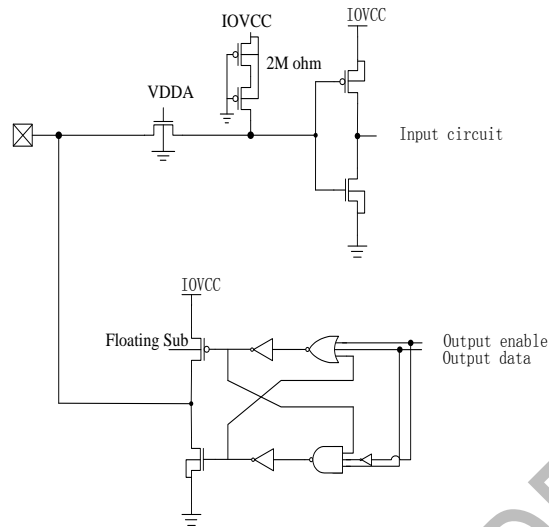 IOVCC
IOVCC
2M ohm
VDDA
Input circuit
IOVCC
Floating Sub
Output enable
Output data